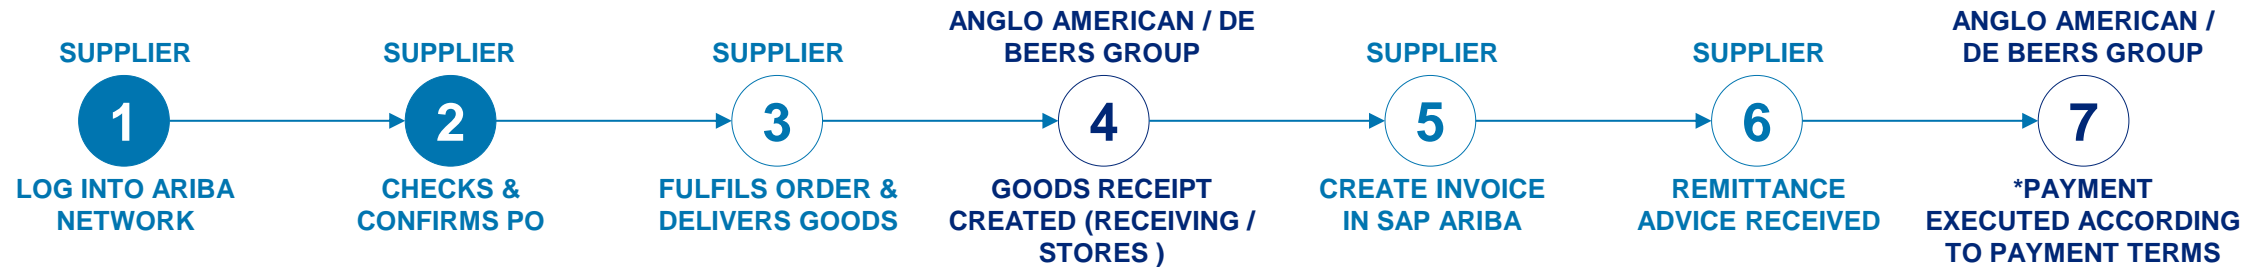 SUPPLIER
1
LOG INTO ARIBA
NETWORK
SUPPLIER
2
CHECKS &
CONFIRMS PO
SUPPLIER
3
FULFILS ORDER &
DELIVERS GOODS
ANGLO AMERICAN / DE
BEERS GROUP
4
GOODS RECEIPT
CREATED (RECEIVING /
STORES )
SUPPLIER
5
CREATE INVOICE
IN SAP ARIBA
SUPPLIER
6
REMITTANCE
ADVICE RECEIVED
ANGLO AMERICAN /
DE BEERS GROUP
7
*PAYMENT
EXECUTED ACCORDING
TO PAYMENT TERMS